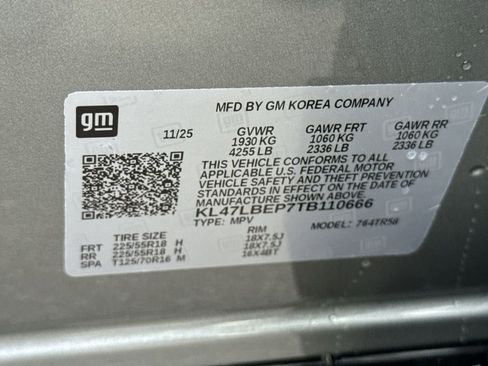 gm
MFD BY GM KOREA COMPANY
11/25 GVWR GAWR FRT GAWR RR
1930 KG 1060 KG 1060 KG
4255 LB 2336 LB 2336 LB
THIS VEHICLE CONFORMS TO ALL
APPLICABLE U.S. FEDERAL MOTOR
VEHICLE SAFETY AND THEFT PREVENTION
STANDARDS IN EFFECT ON THE DATE OF
MANUFACTURE SHOWN ABOVE.
KL47LBEP7TB110666
TYPE: MPV MODEL: 764TR58
TIRE SIZE RIM
FRT 225/55R18 H 18X7.5J
RR 225/55R18 H 18X7.5J
SPA T125/70R16 M 16X4BT